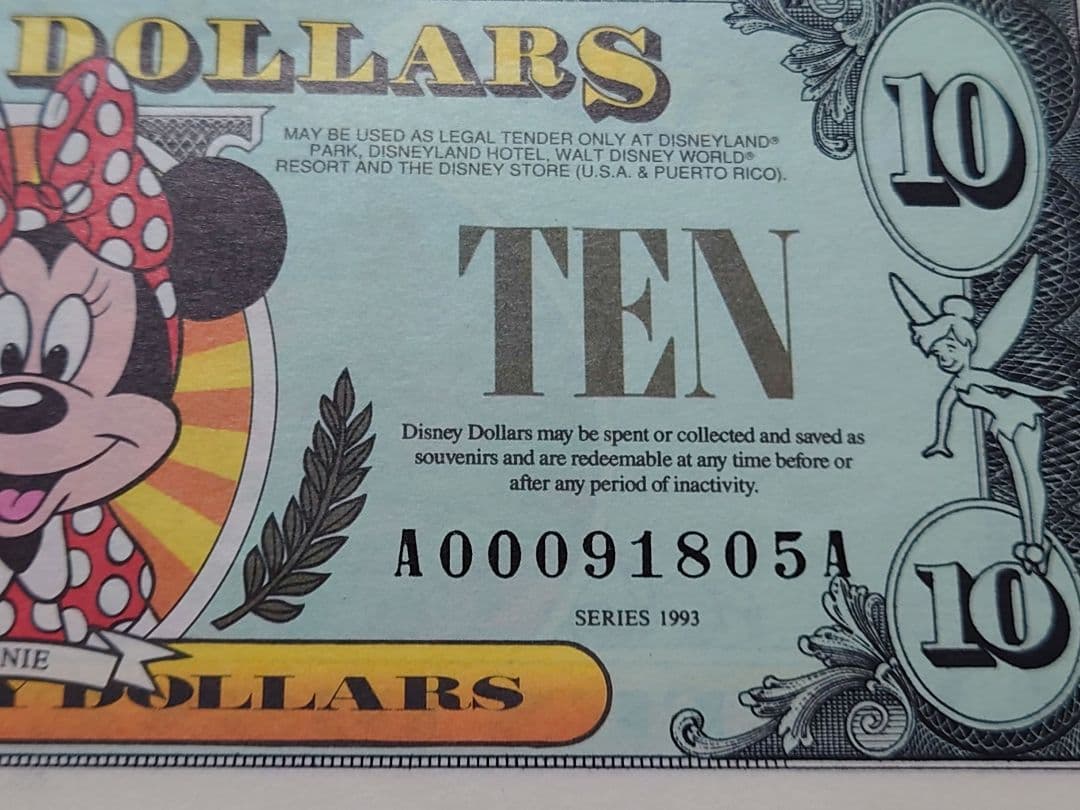 DOLLARS
10
MAY BE USED AS LEGAL TENDER ONLY AT DISNEYLAND®
PARK, DISNEYLAND HOTEL, WALT DISNEY WORLD®
RESORT AND THE DISNEY STORE (U.S.A. & PUERTO RICO).
TEN
Disney Dollars may be spent or collected and saved as
souvenirs and are redeemable at any time before or
after any period of inactivity.
A00091805A
SERIES 1993
10
NIE
Y DOLLARS